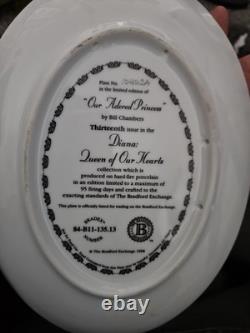 Plate No.
in the limited edition of
"Our Adored Princess"
by Bill Chambers
Thirteenth issue in the
Diana:
Queen of Our Hearts
collection which is
produced on hard-fire porcelain
in an edition limited to a maximum of
95 firing days and crafted to the
exacting standards of The Bradford Exchange.
This plate is officially listed for trading on The Bradford Exchange.
BRADEX®
84-B11-135.13
NUMBER
B
© The Bradford Exchange 1998